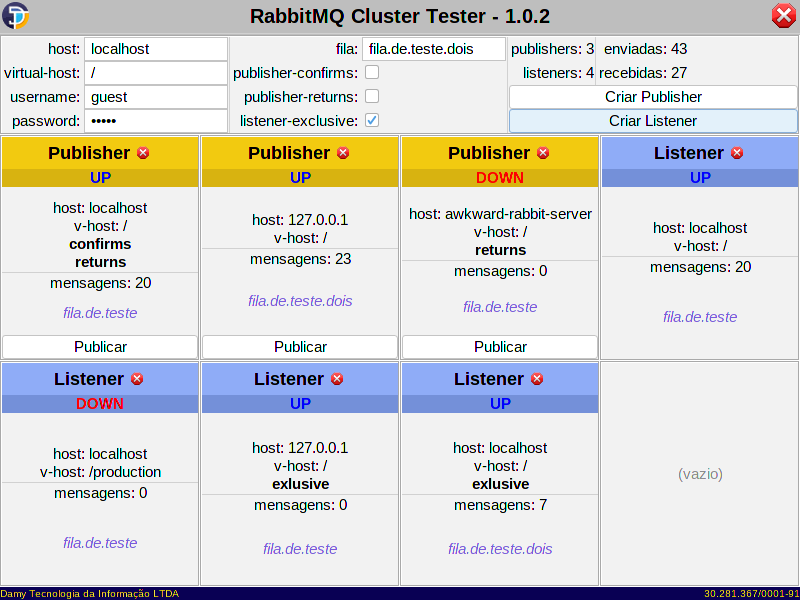 RabbitMQ Cluster Tester - 1.0.2
host: localhost
virtual-host: /
username: guest
password: •••••
fila: fila.de.teste.dois
publisher-confirms:
publisher-returns:
listener-exclusive:
publishers: 3 enviadas: 43
listeners: 4 recebidas: 27
Criar Publisher
Criar Listener
Publisher
UP
host: localhost
v-host: /
confirms
returns
mensagens: 20
fila.de.teste
Publicar
Publisher
UP
host: 127.0.0.1
v-host: /
mensagens: 23
fila.de.teste.dois
Publicar
Publisher
DOWN
host: awkward-rabbit-server
v-host: /
returns
mensagens: 0
fila.de.teste
Publicar
Listener
UP
host: localhost
v-host: /
mensagens: 20
fila.de.teste
Listener
DOWN
host: localhost
v-host: /production
mensagens: 0
fila.de.teste
Listener
UP
host: 127.0.0.1
v-host: /
exlusive
mensagens: 0
fila.de.teste
Listener
UP
host: localhost
v-host: /
exlusive
mensagens: 7
fila.de.teste.dois
(vazio)
Damy Tecnologia da Informação LTDA
30.281.367/0001-91